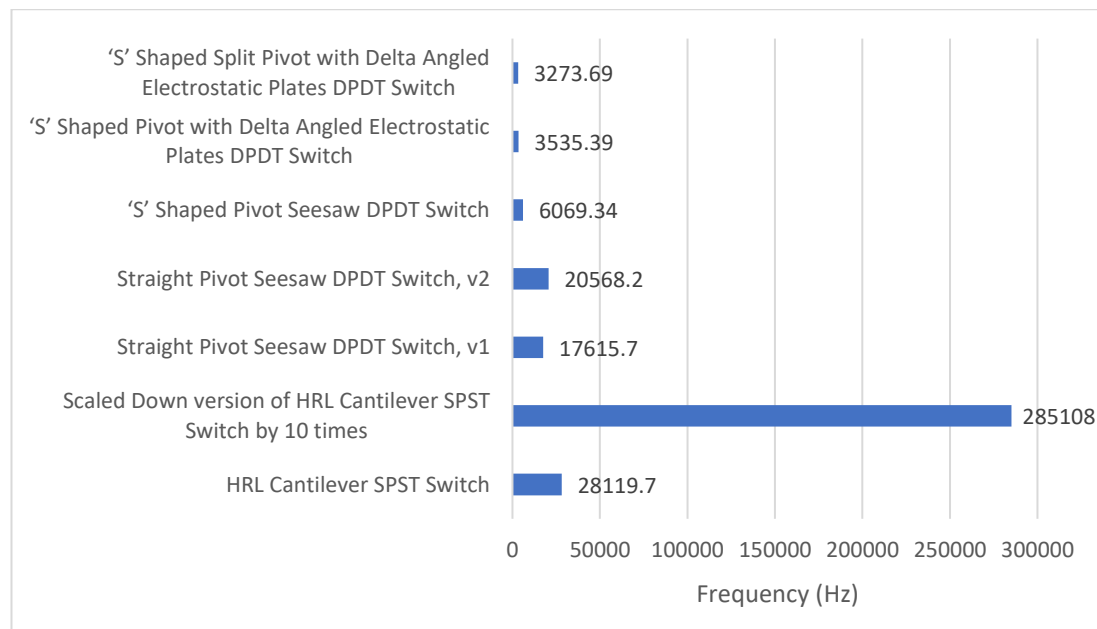 ‘S’ Shaped Split Pivot with Delta Angled
Electrostatic Plates DPDT Switch
3273.69
‘S’ Shaped Pivot with Delta Angled Electrostatic
Plates DPDT Switch
3535.39
‘S’ Shaped Pivot Seesaw DPDT Switch
6069.34
Straight Pivot Seesaw DPDT Switch, v2
20568.2
Straight Pivot Seesaw DPDT Switch, v1
17615.7
Scaled Down version of HRL Cantilever SPST
Switch by 10 times
285108
HRL Cantilever SPST Switch
28119.7
0 50000 100000 150000 200000 250000 300000
Frequency (Hz)